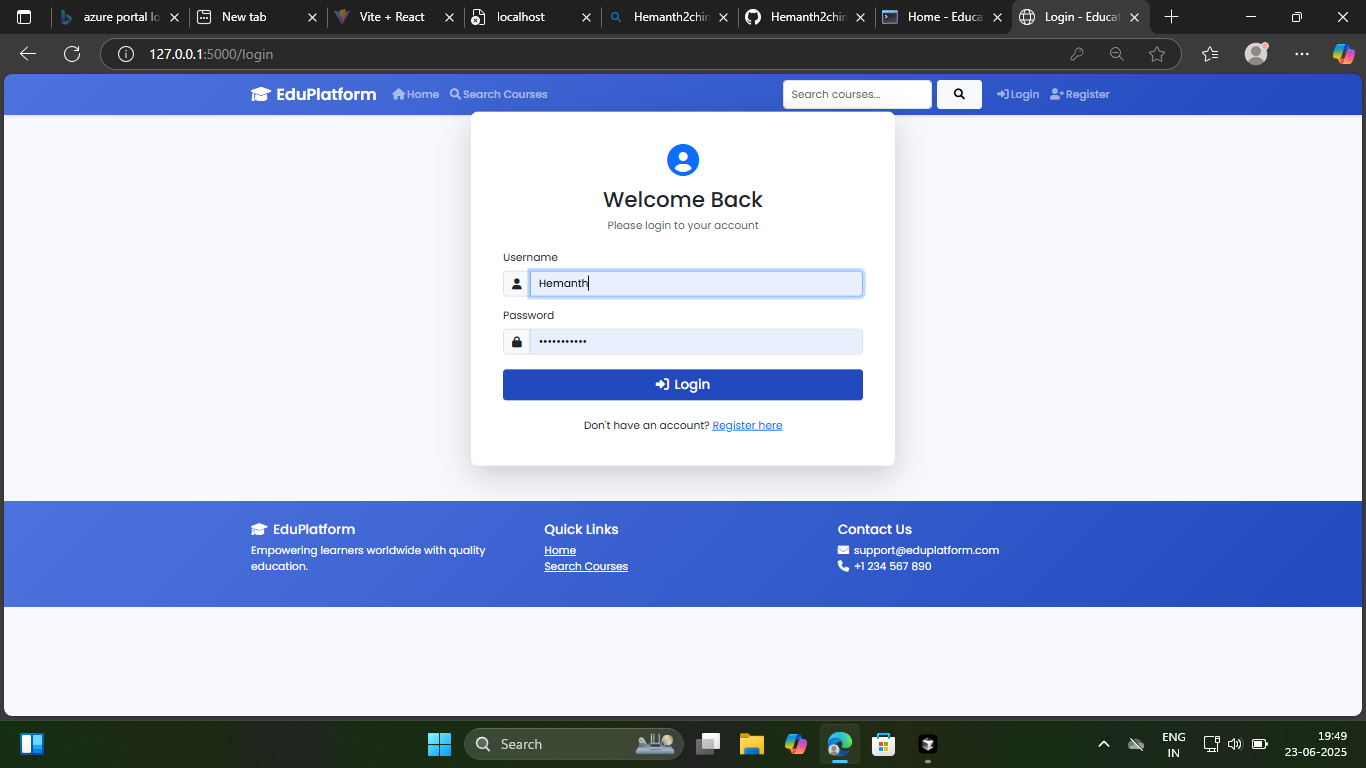 azure portal lo
New tab
Vite + React
localhost
Hemanth2chin
Hemanth2chin
Home - Educa
Login - Educat
127.0.0.1:5000/login
EduPlatform
Home
Search Courses
Search courses...
Login
Register
Welcome Back
Please login to your account
Username
Hemanth
Password
•••••••••••
Login
Don't have an account? Register here
EduPlatform
Empowering learners worldwide with quality
education.
Quick Links
Home
Search Courses
Contact Us
support@eduplatform.com
+1 234 567 890
Search
ENG
IN
19:49
23-06-2025